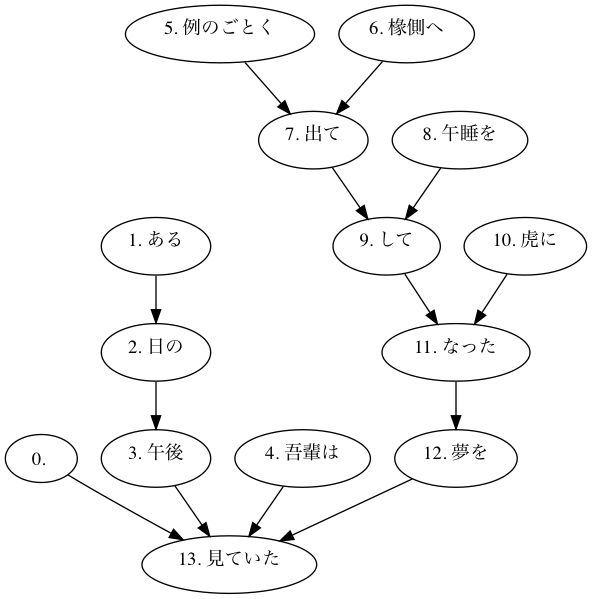 5. 例のごとく
6. 椽側へ
7. 出て
8. 午睡を
1. ある
9. して
10. 虎に
2. 日の
11. なった
0.
3. 午後
4. 吾輩は
12. 夢を
13. 見ていた